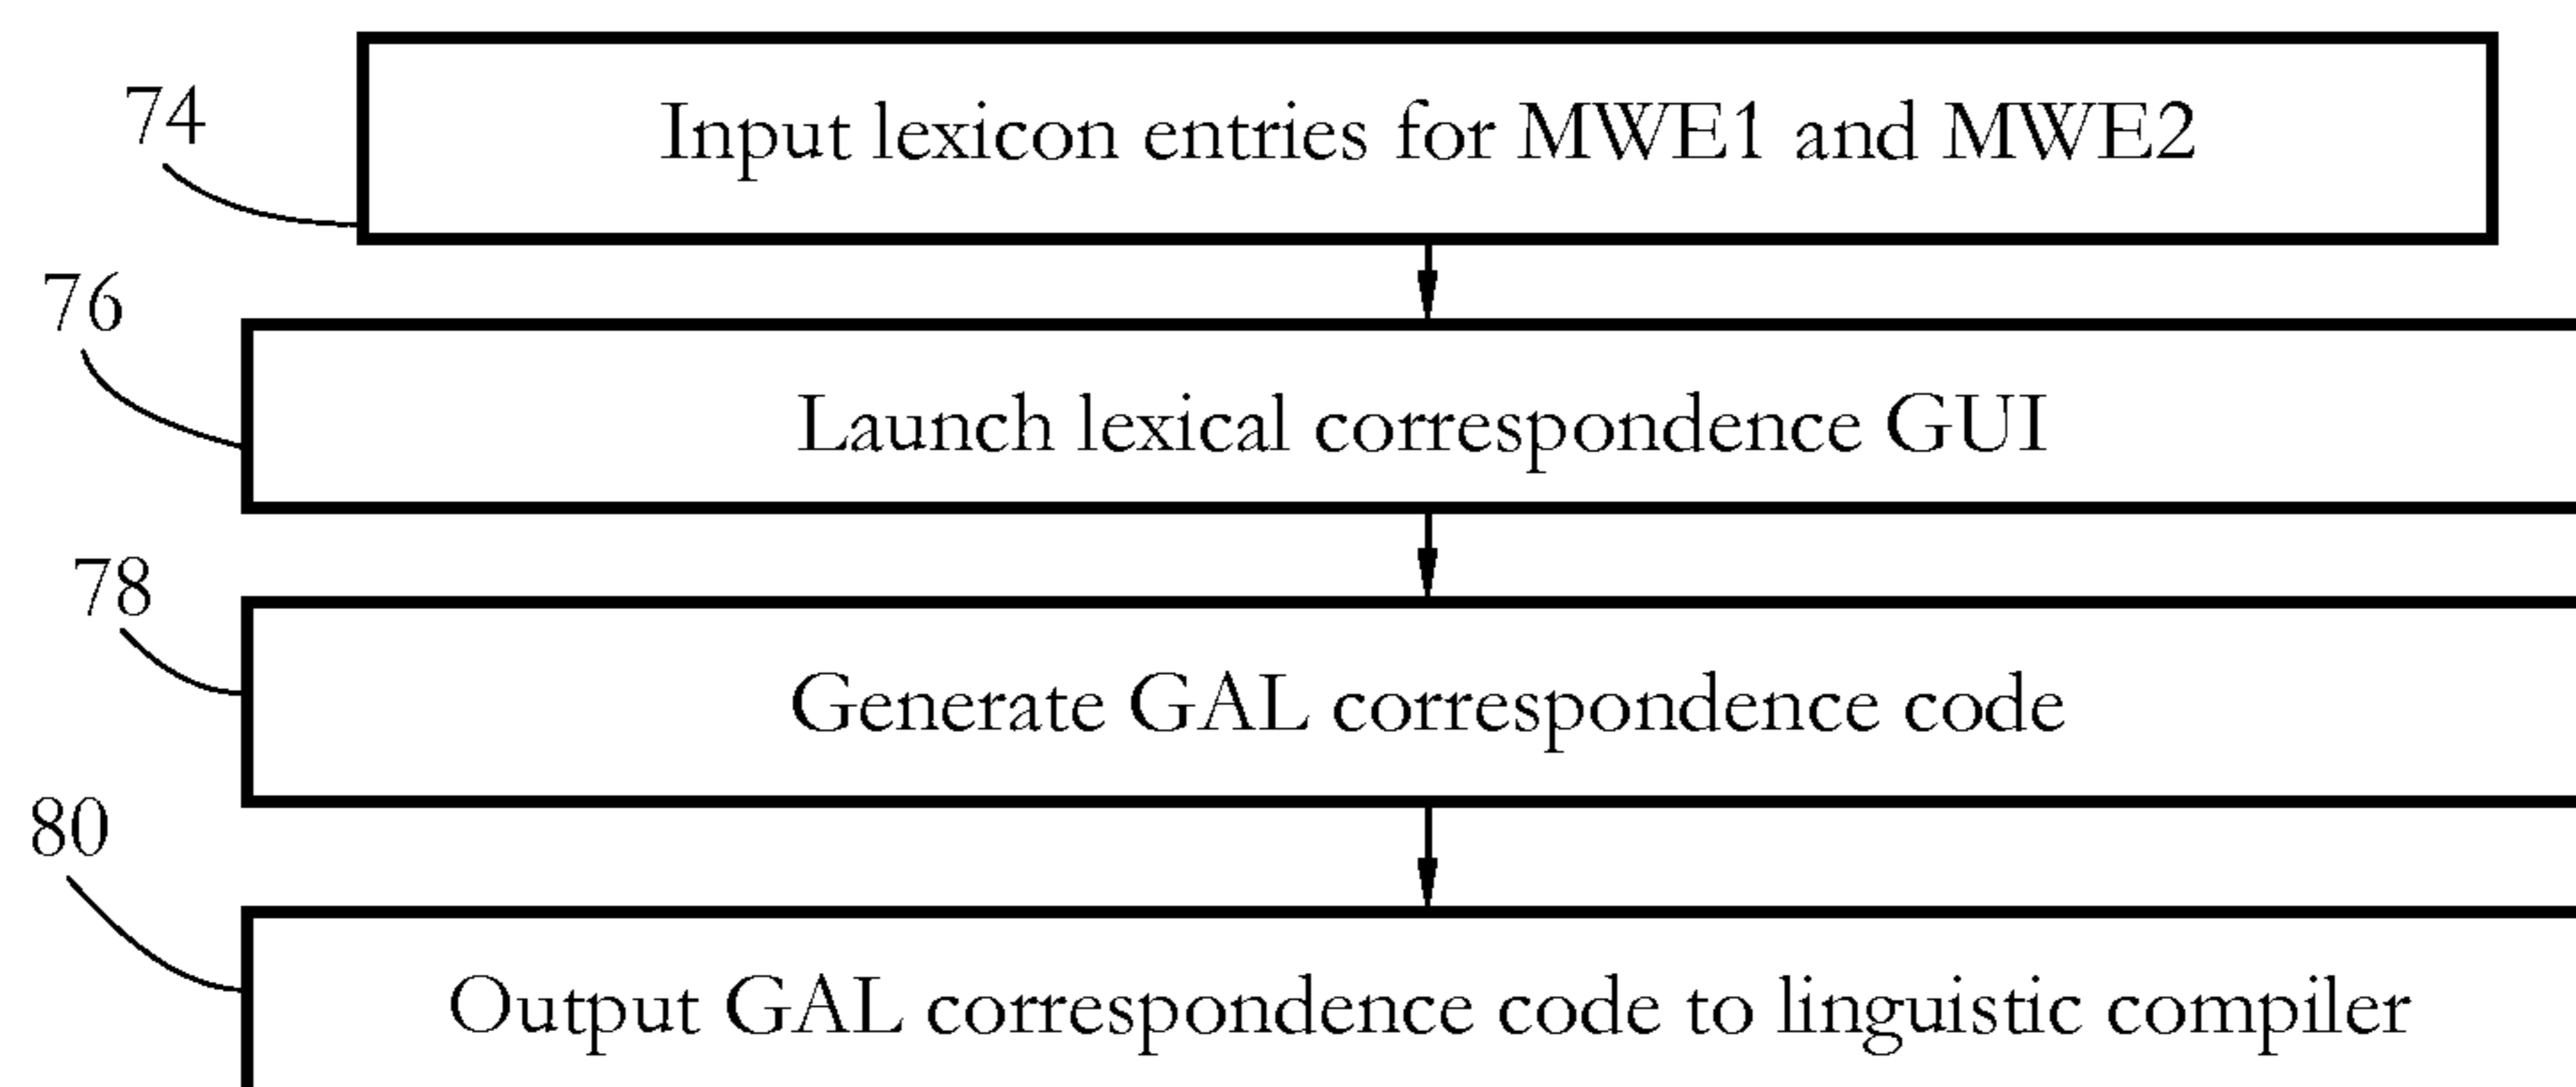 74
Input lexicon entries for MWE1 and MWE2
76
Launch lexical correspondence GUI
78
Generate GAL correspondence code
80
Output GAL correspondence code to linguistic compiler